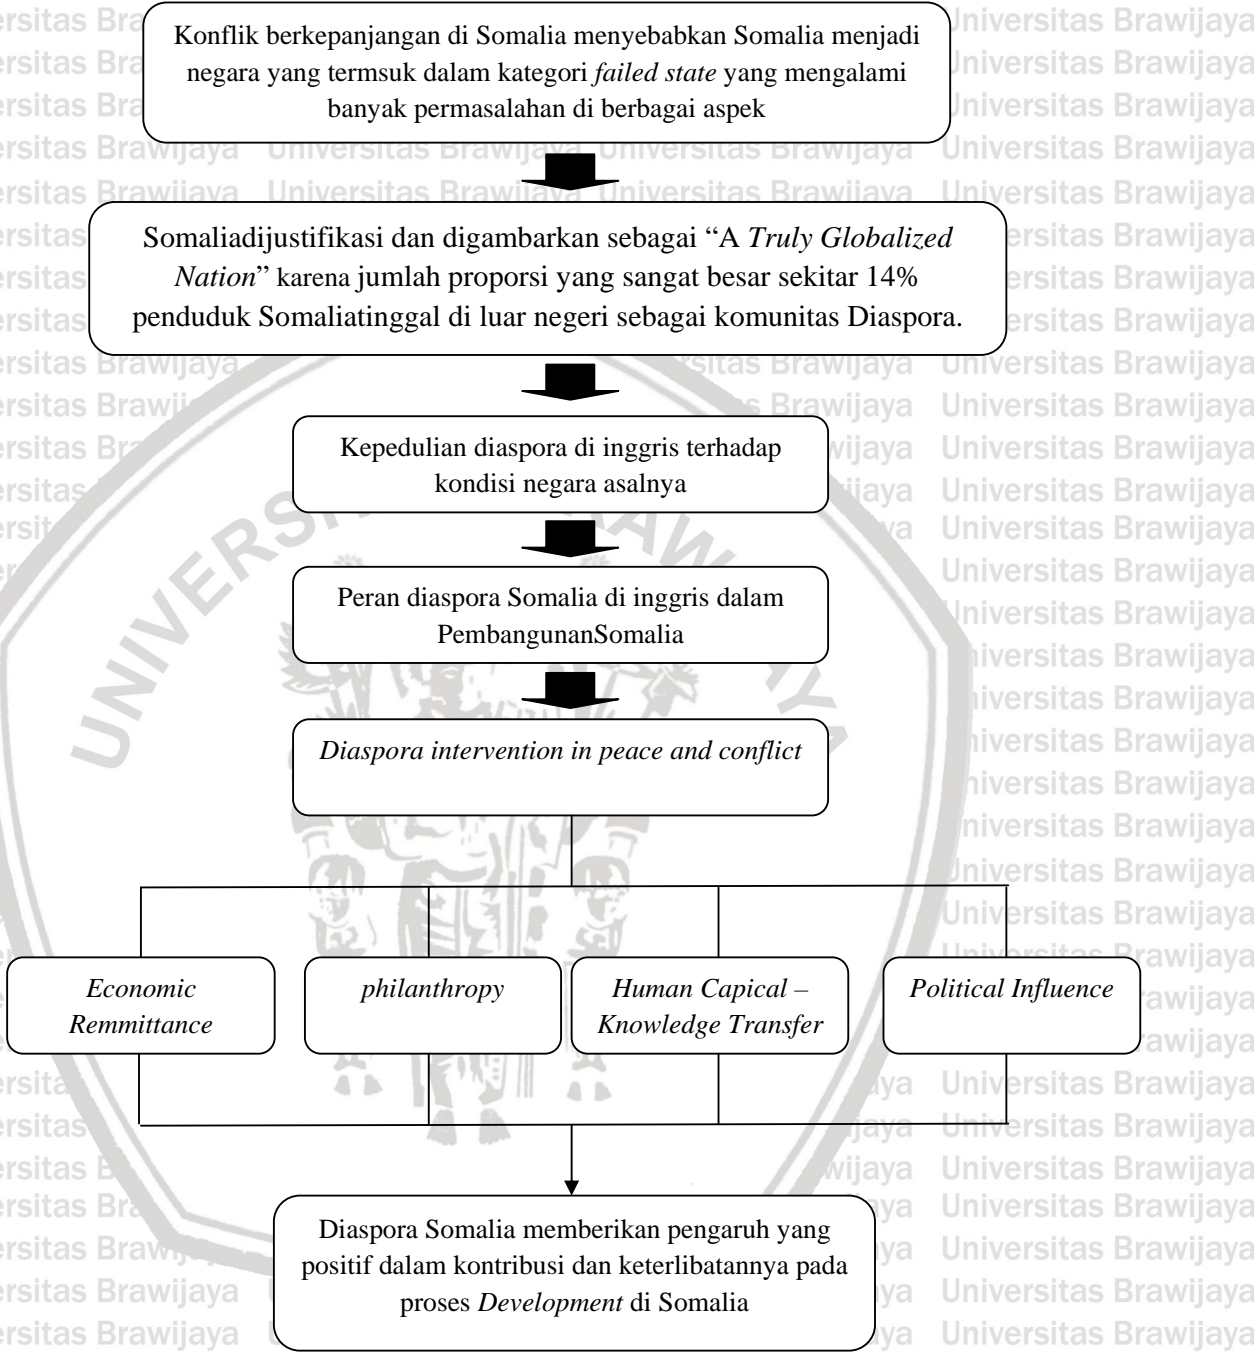 Konflik berkepanjangan di Somalia menyebabkan Somalia menjadi
negara yang termsuk dalam kategori failed state yang mengalami
banyak permasalahan di berbagai aspek
Somaliadijustifikasi dan digambarkan sebagai “A Truly Globalized
Nation” karena jumlah proporsi yang sangat besar sekitar 14%
penduduk Somaliatinggal di luar negeri sebagai komunitas Diaspora.
Kepedulian diaspora di inggris terhadap
kondisi negara asalnya
Peran diaspora Somalia di inggris dalam
PembangunanSomalia
Diaspora intervention in peace and conflict
Economic
Remmittance
philanthropy
Human Capical –
Knowledge Transfer
Political Influence
Diaspora Somalia memberikan pengaruh yang
positif dalam kontribusi dan keterlibatannya pada
proses Development di Somalia